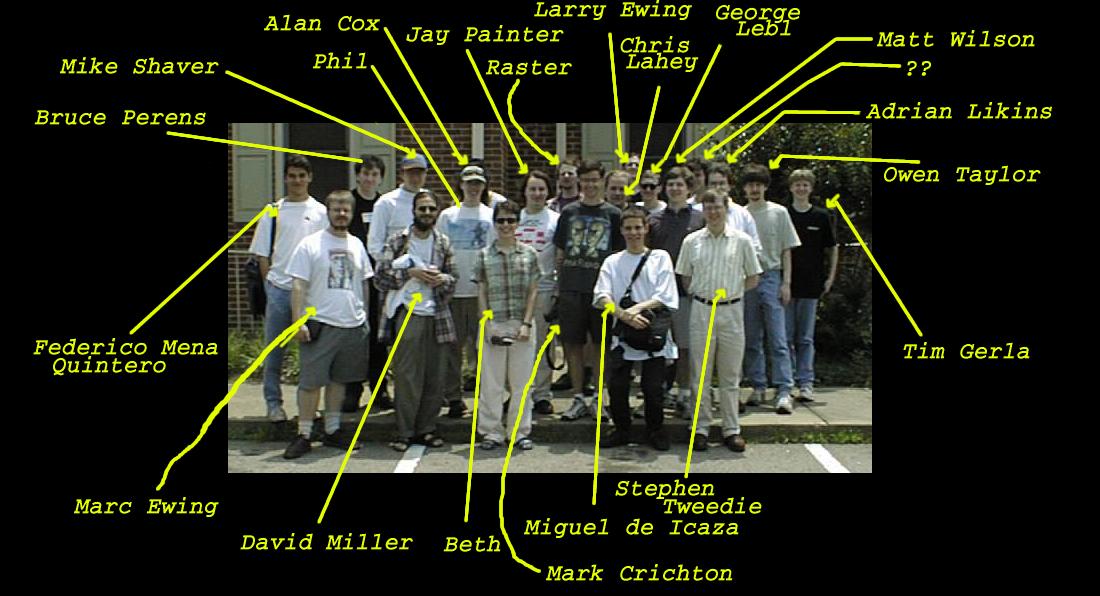 Larry Ewing
George
Lebl
Alan Cox
Jay Painter
Matt Wilson
Chris
Lahey
Phil
Mike Shaver
Raster
??
Bruce Perens
Adrian Likins
Owen Taylor
Federico Mena
Quintero
Tim Gerla
Marc Ewing
Stephen
Tweedie
Miguel de Icaza
David Miller
Beth
Mark Crichton